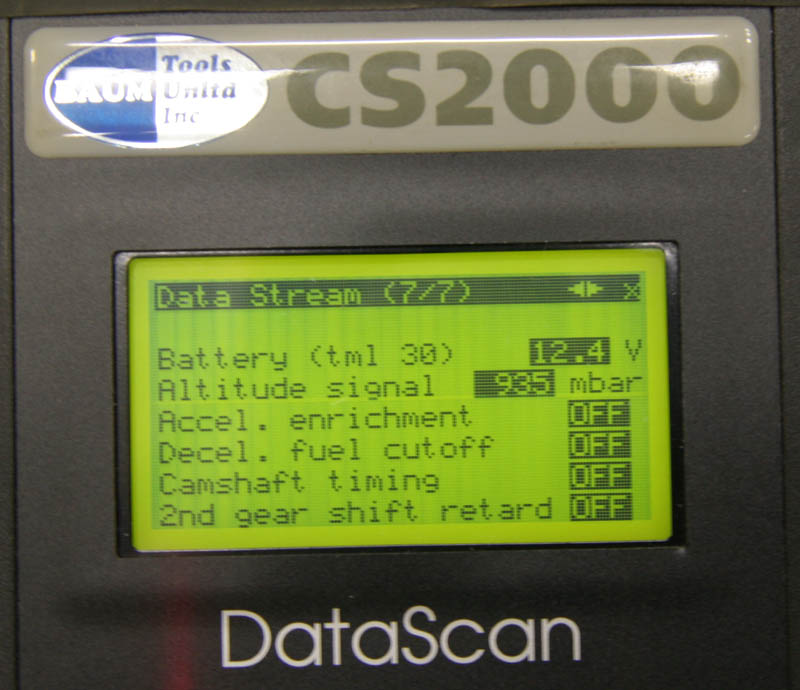 BAUM Tools Unltd Inc
CS2000
Data Stream (7/7) x
Battery (tml 30) 12.4 V
Altitude signal 935 mbar
Accel. enrichment OFF
Decel. fuel cutoff OFF
Camshaft timing OFF
2nd gear shift retard OFF
DataScan